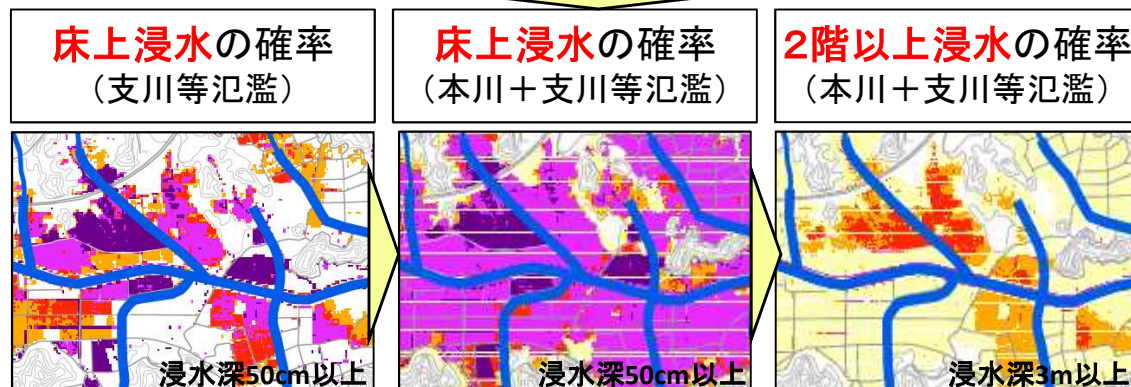 床上浸水の確率
（支川等氾濫）
浸水深50cm以上
床上浸水の確率
（本川＋支川等氾濫）
浸水深50cm以上
２階以上浸水の確率
（本川＋支川等氾濫）
浸水深3m以上